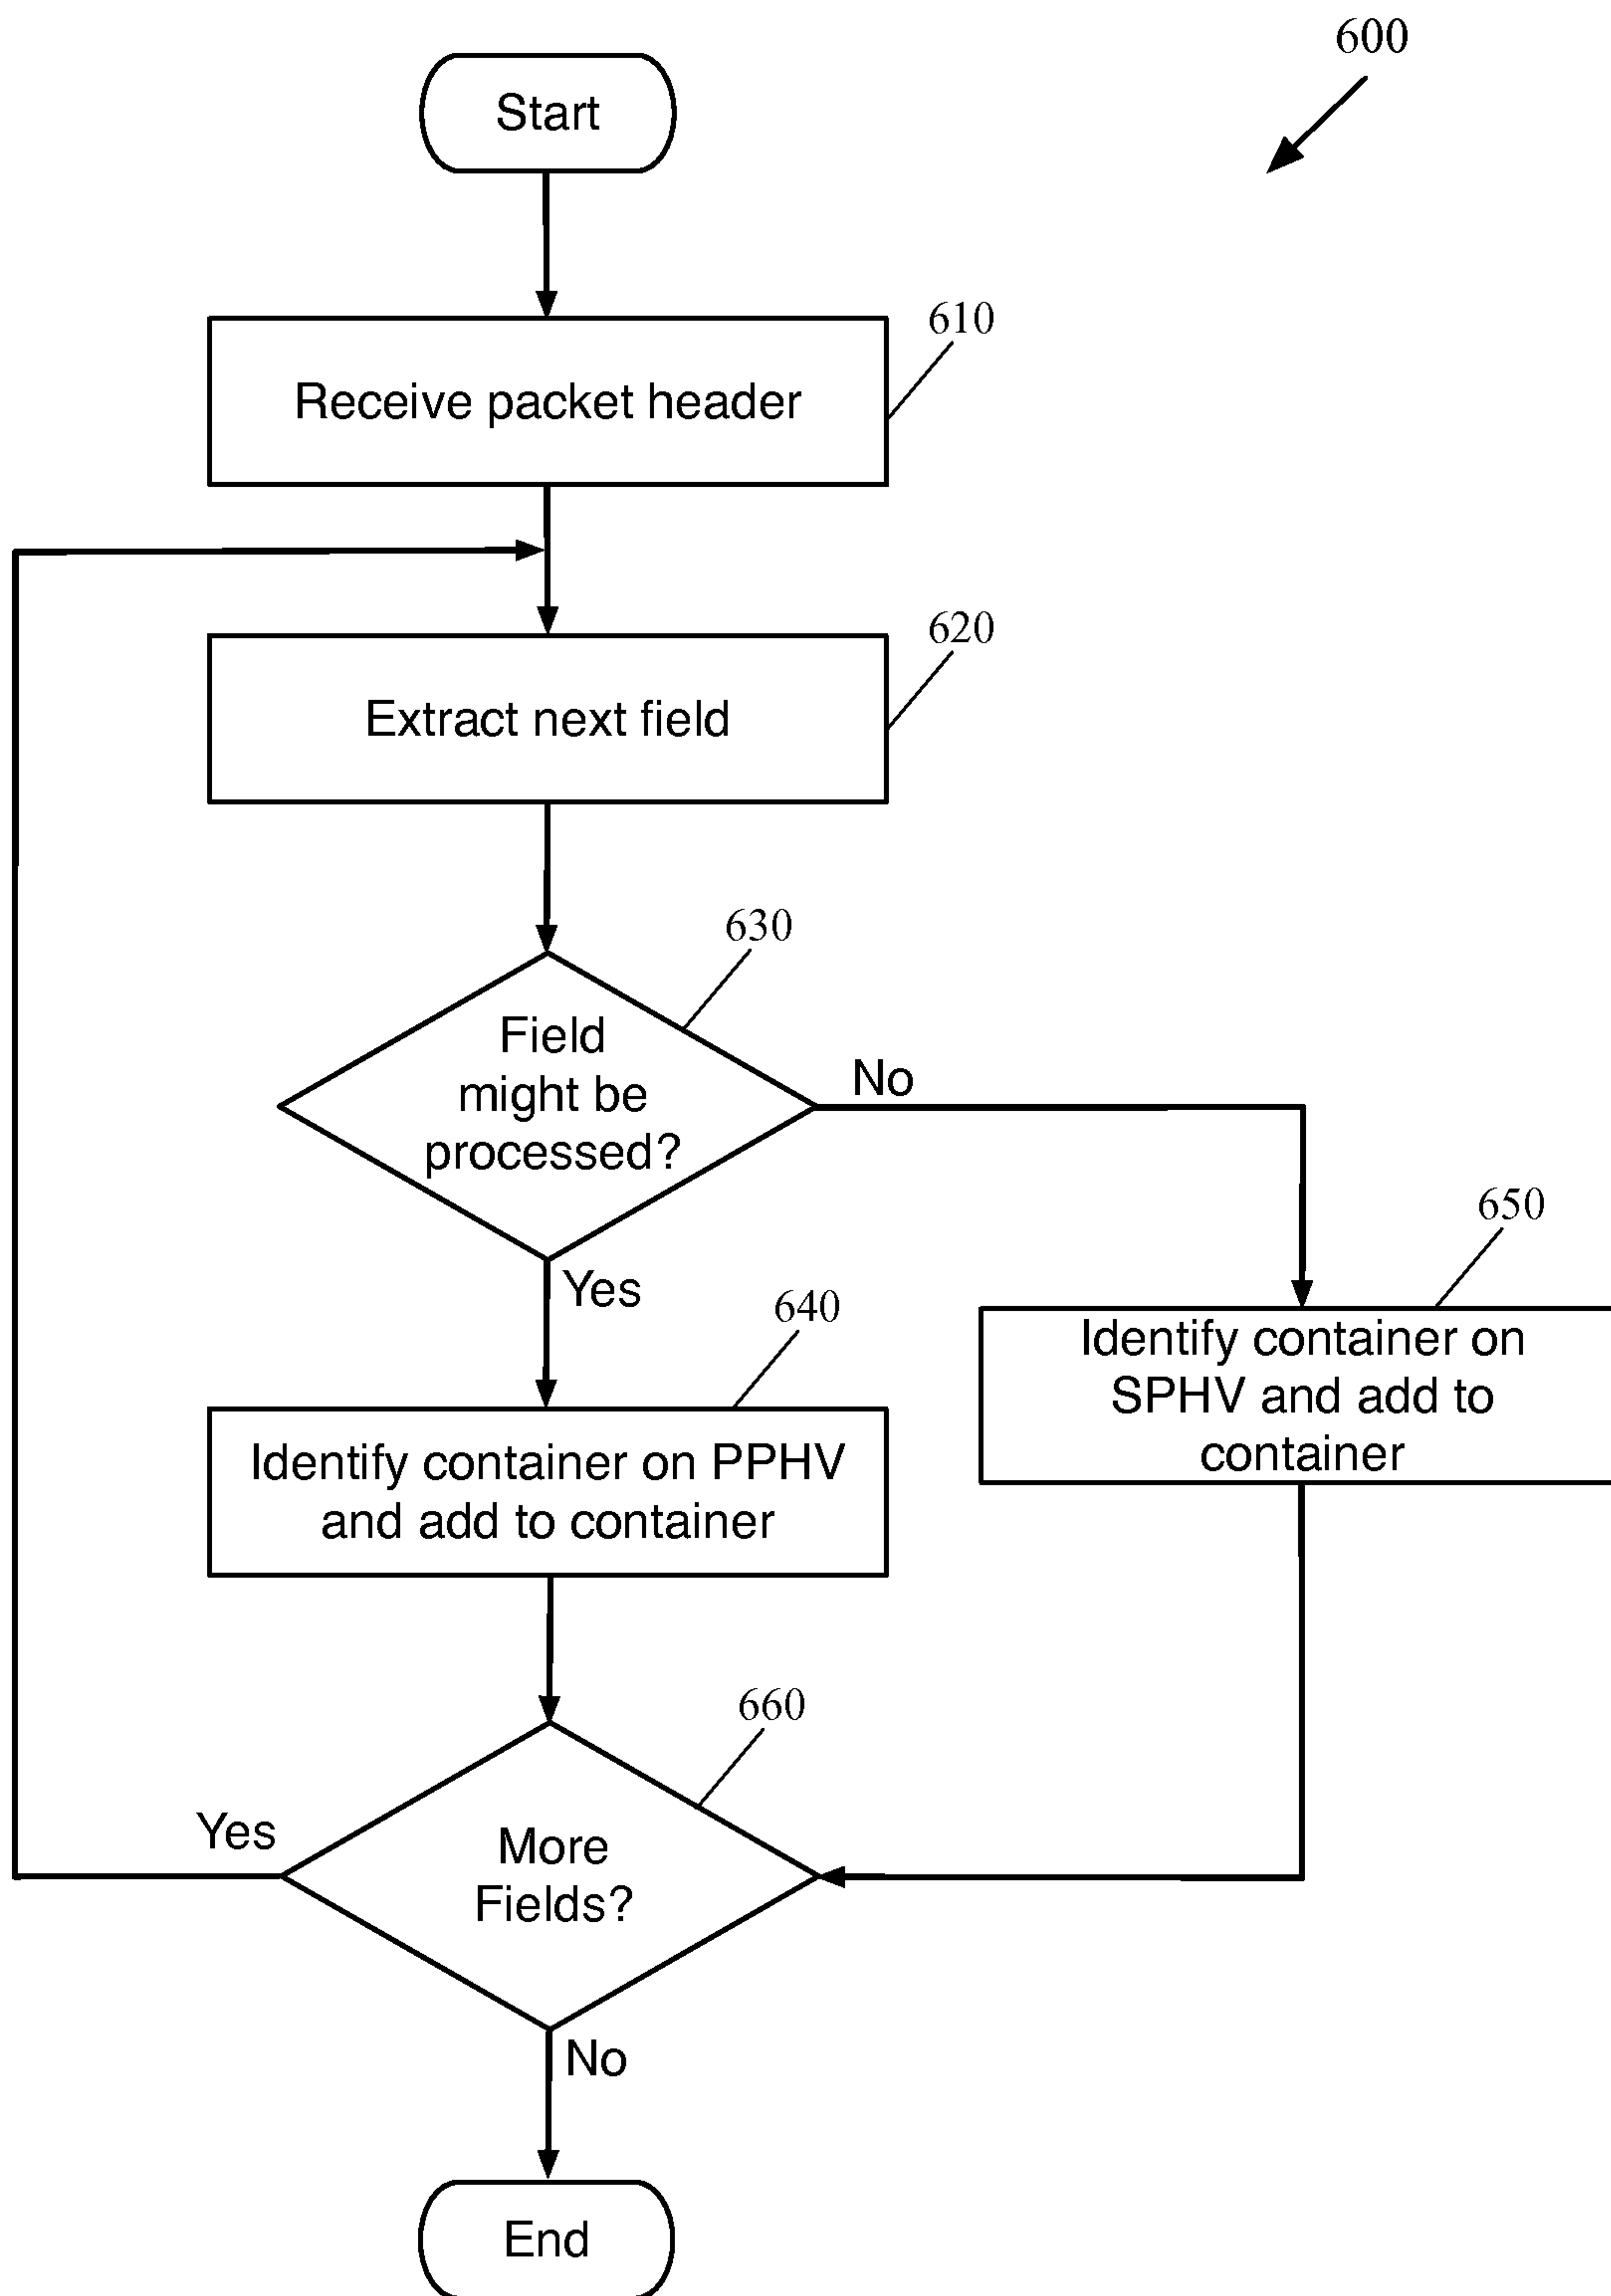 600
Start
610
Receive packet header
620
Extract next field
630
Field
might be
processed?
No
Yes
640
Identify container on PPHV
and add to container
650
Identify container on
SPHV and add to
container
660
More
Fields?
Yes
No
End